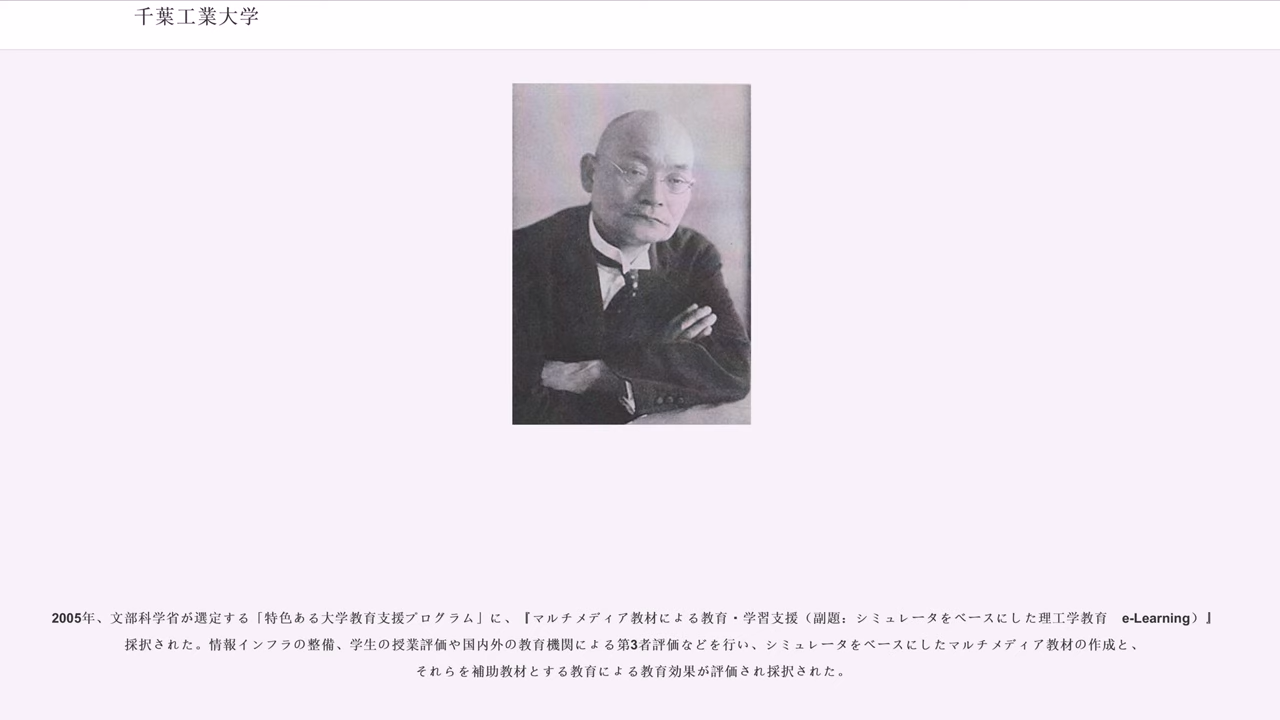 千葉工業大学
2005年、文部科学省が選定する「特色ある大学教育支援プログラム」に、『マルチメディア教材による教育・学習支援（副題：シミュレータをベースにした理工学教育　e-Learning）』
採択された。情報インフラの整備、学生の授業評価や国内外の教育機関による第3者評価などを行い、シミュレータをベースにしたマルチメディア教材の作成と、
それらを補助教材とする教育による教育効果が評価され採択された。